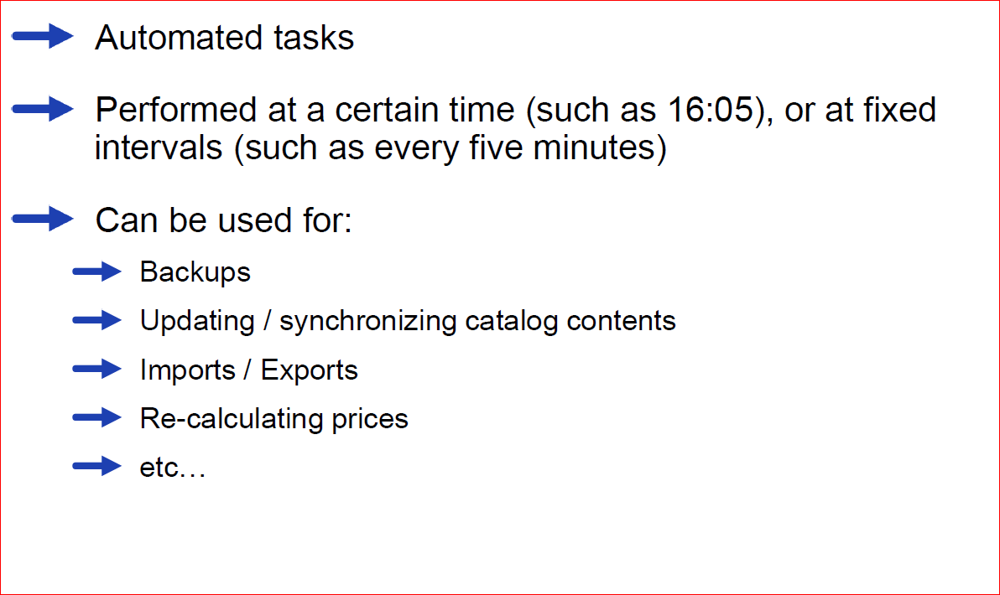 Automated tasks
Performed at a certain time (such as 16:05), or at fixed
intervals (such as every five minutes)
Can be used for:
Backups
Updating / synchronizing catalog contents
Imports / Exports
Re-calculating prices
etc…